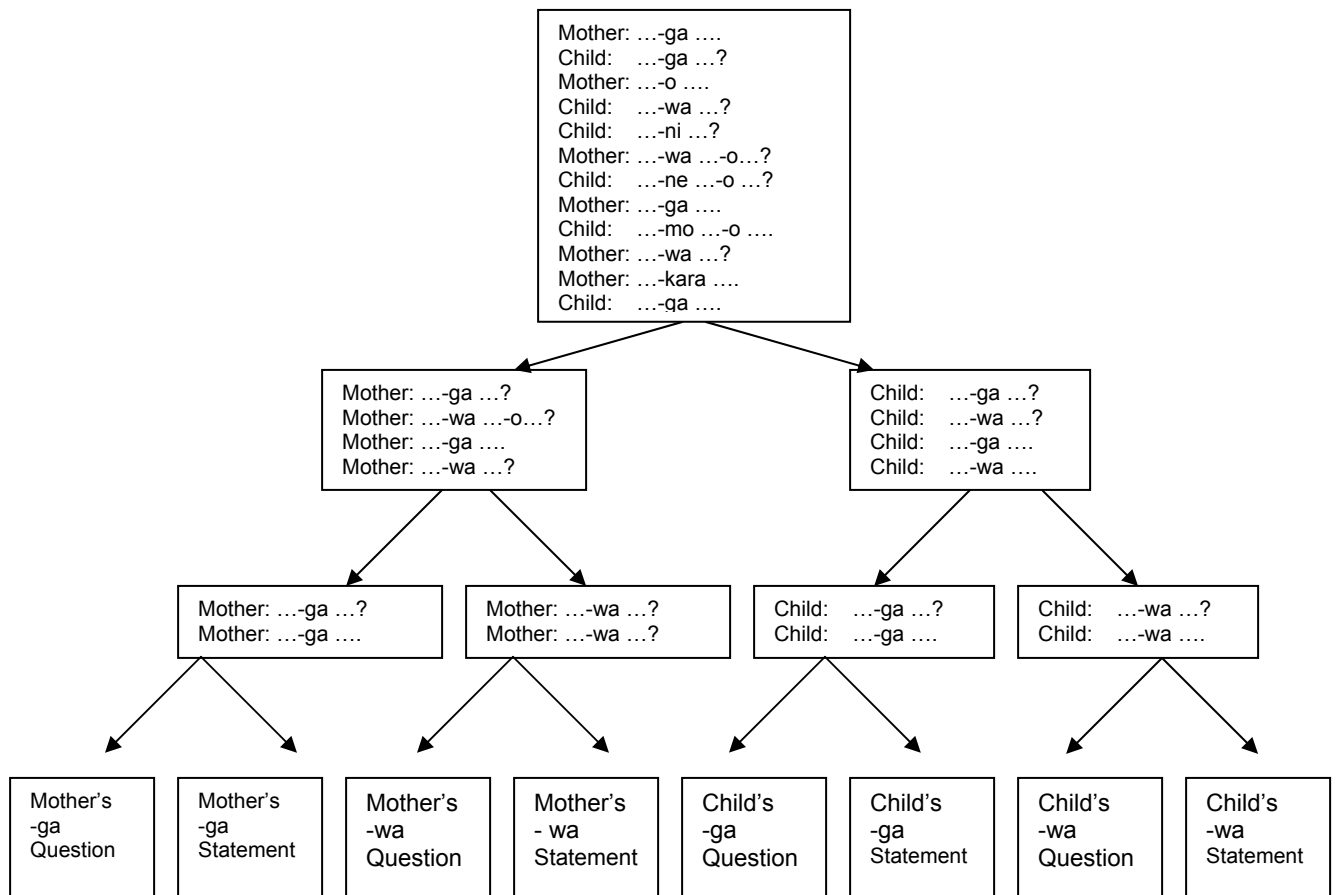 Mother: …-ga ….
Child: …-ga …?
Mother: …-o ….
Child: …-wa …?
Child: …-ni …?
Mother: …-wa …-o…?
Child: …-ne …-o …?
Mother: …-ga ….
Child: …-mo …-o ….
Mother: …-wa …?
Mother: …-kara ….
Child: …-ga ….
Mother: …-ga …?
Mother: …-wa …-o…?
Mother: …-ga ….
Mother: …-wa …?
Child: …-ga …?
Child: …-wa …?
Child: …-ga ….
Child: …-wa ….
Mother: …-ga …?
Mother: …-ga ….
Mother: …-wa …?
Mother: …-wa …?
Child: …-ga …?
Child: …-ga ….
Child: …-wa …?
Child: …-wa ….
Mother’s
-ga
Question
Mother’s
-ga
Statement
Mother’s
-wa
Question
Mother’s
- wa
Statement
Child’s
-ga
Question
Child’s
-ga
Statement
Child’s
-wa
Question
Child’s
-wa
Statement